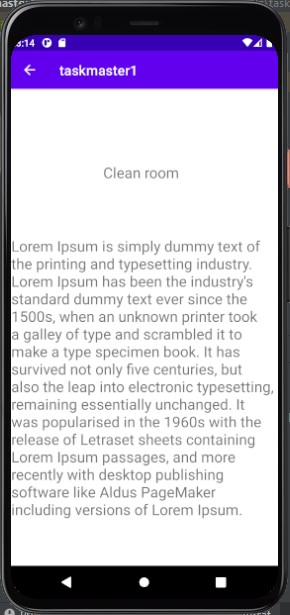 3:14
taskmaster1
Clean room
Lorem Ipsum is simply dummy text of
the printing and typesetting industry.
Lorem Ipsum has been the industry's
standard dummy text ever since the
1500s, when an unknown printer took
a galley of type and scrambled it to
make a type specimen book. It has
survived not only five centuries, but
also the leap into electronic typesetting,
remaining essentially unchanged. It
was popularised in the 1960s with the
release of Letraset sheets containing
Lorem Ipsum passages, and more
recently with desktop publishing
software like Aldus PageMaker
including versions of Lorem Ipsum.